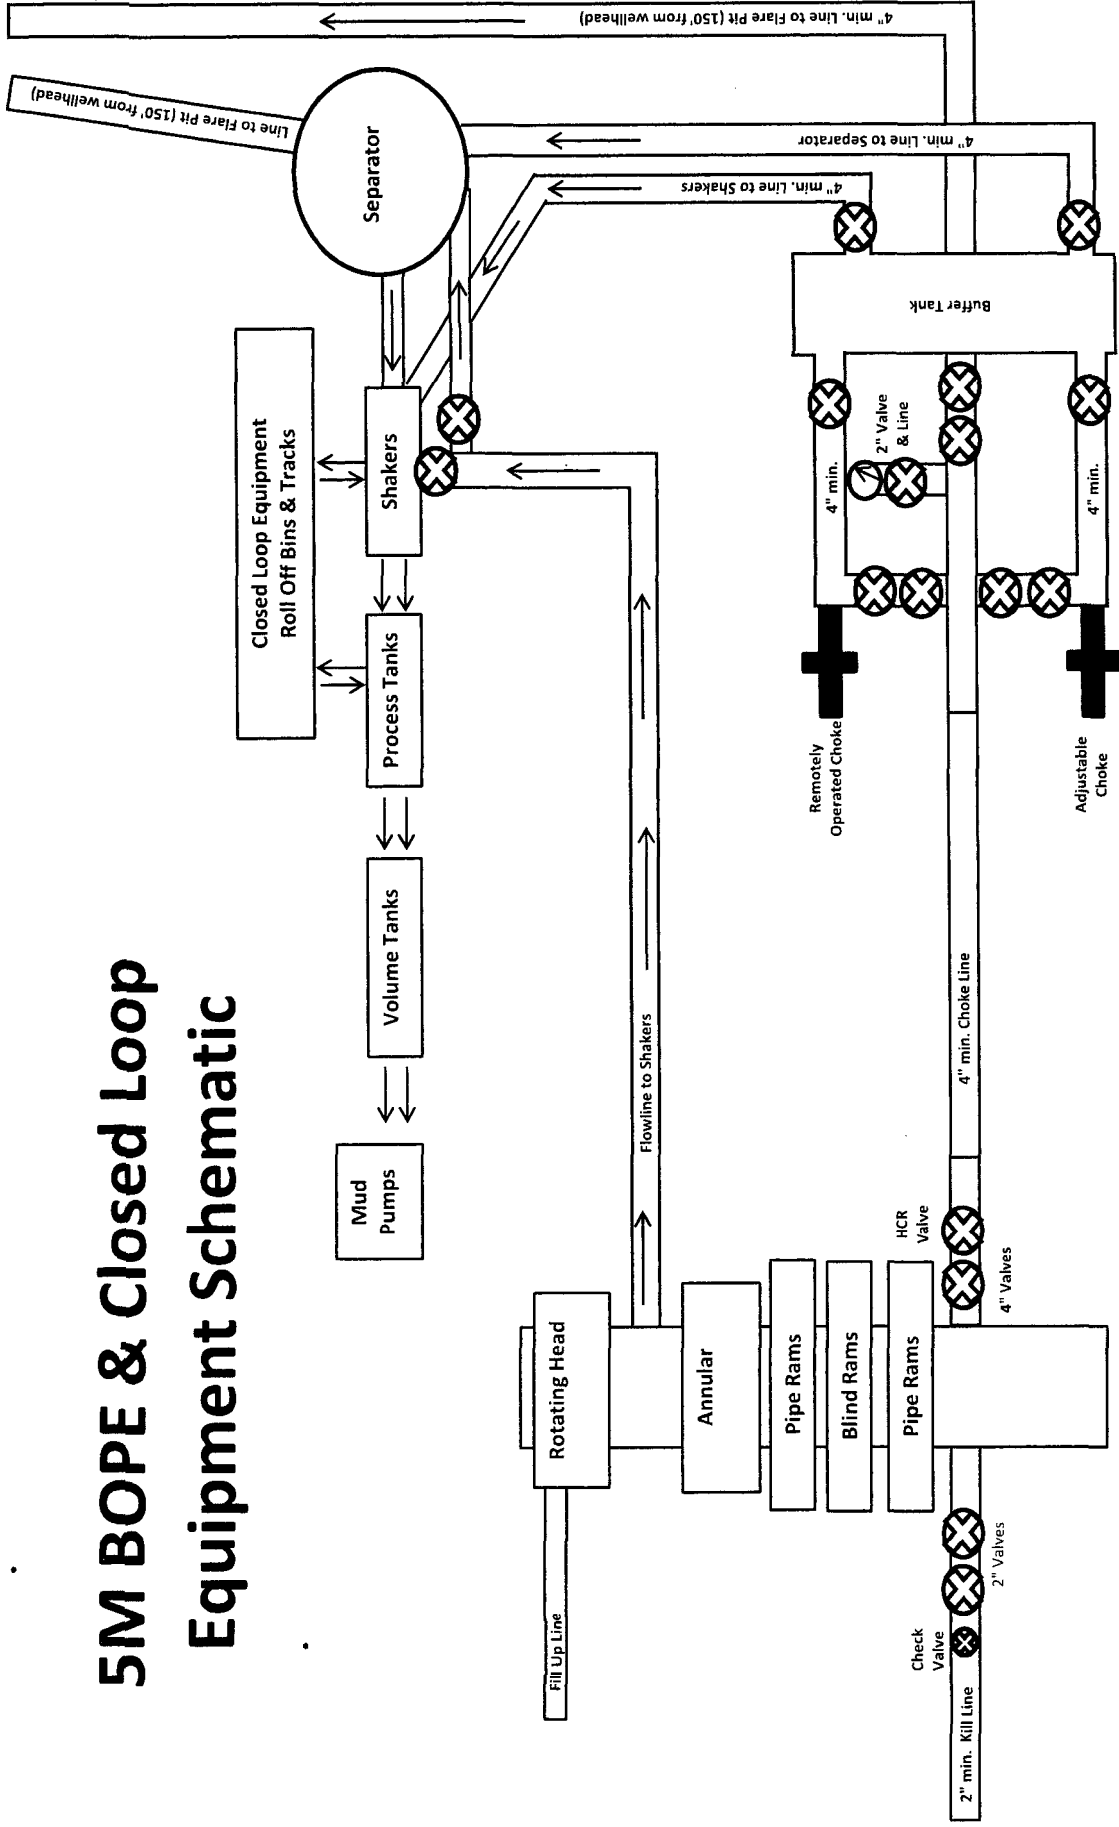 5M BOPE & Closed Loop
Equipment Schematic
4" min. Line to Flare Pit (150' from wellhead)
Line to Flare Pit (150' from wellhead)
Separator
4" min. Line to Separator
4" min. Line to Shakers
Closed Loop Equipment
Roll Off Bins & Tracks
Shakers
Process Tanks
Volume Tanks
Mud
Pumps
Flowline to Shakers
Buffer Tank
2" Valve
& Line
4" min.
4" min.
Remotely
Operated Choke
Adjustable
Choke
4" min. Choke Line
HCR
Valve
4" Valves
Rotating Head
Fill Up Line
Annular
Pipe Rams
Blind Rams
Pipe Rams
2" Valves
Check
Valve
2" min. Kill Line